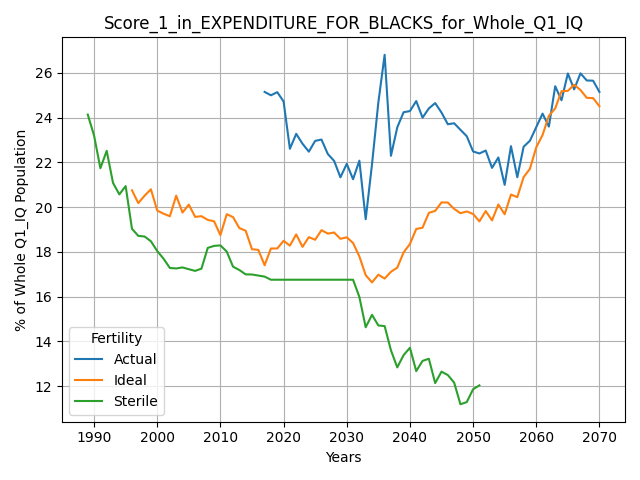 Score_1_in_EXPENDITURE_FOR_BLACKS_for_Whole_Q1_IQ
% of Whole Q1_IQ Population
26
24
22
20
18
16
14
12
Fertility
Actual
Ideal
Sterile
1990 2000 2010 2020 2030 2040 2050 2060 2070
Years